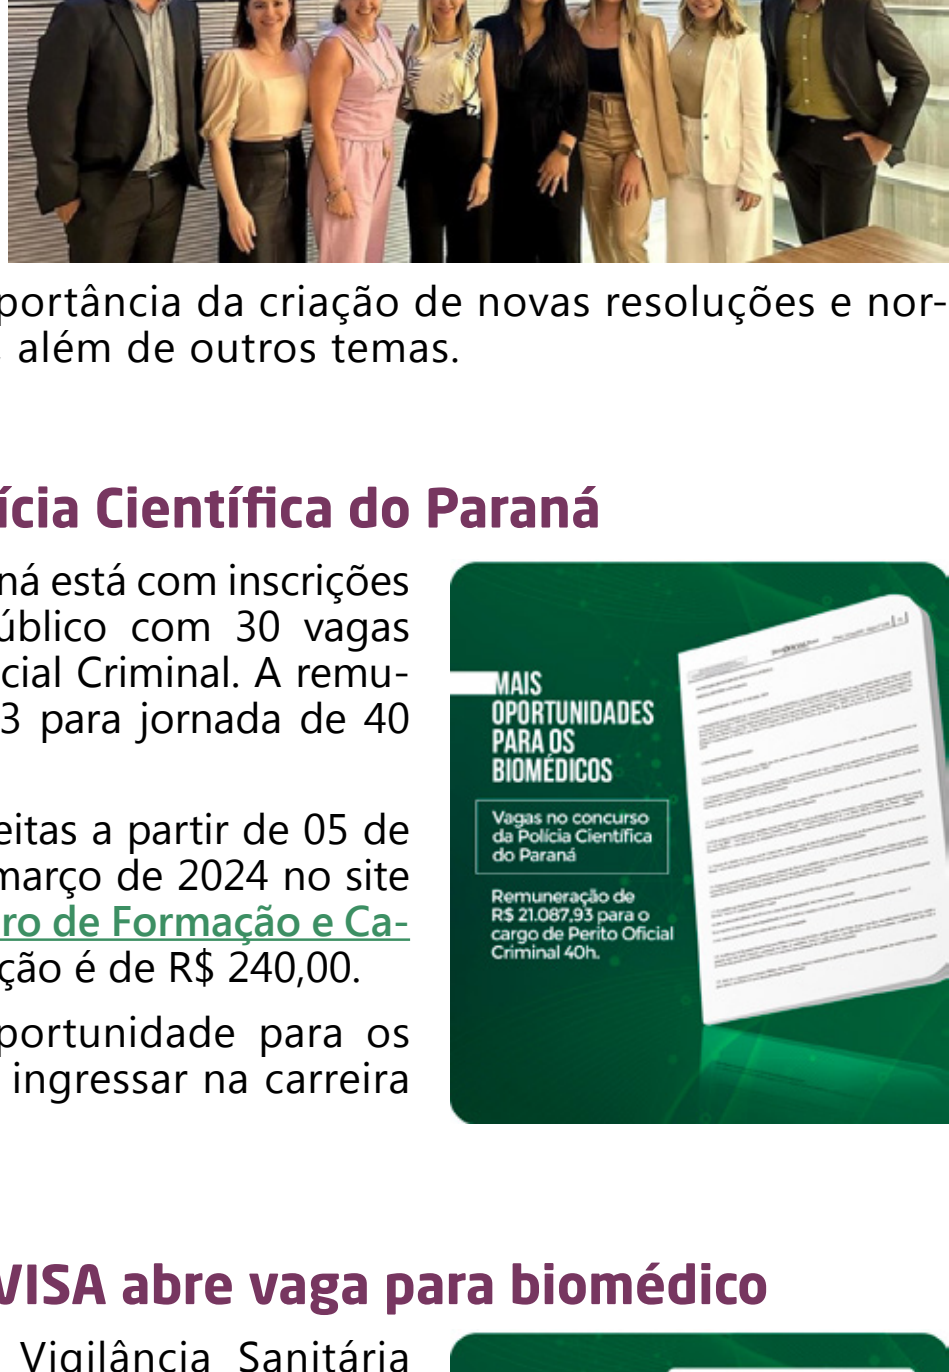 portância da criação de novas resoluções e nor-
além de outros temas.
ícia Científica do Paraná
ná está com inscrições
úblico com 30 vagas
cial Criminal. A remu-
3 para jornada de 40
eitas a partir de 05 de
março de 2024 no site
ro de Formação e Ca-
ção é de R$ 240,00.
portunidade para os
ingressar na carreira
MAIS
OPORTUNIDADES
PARA OS
BIOMÉDICOS
Vagas no concurso
da Polícia Científica
do Paraná
Remuneração de
R$ 21.087,93 para o
cargo de Perito Oficial
Criminal 40h.
VISA abre vaga para biomédico
Vigilância Sanitária